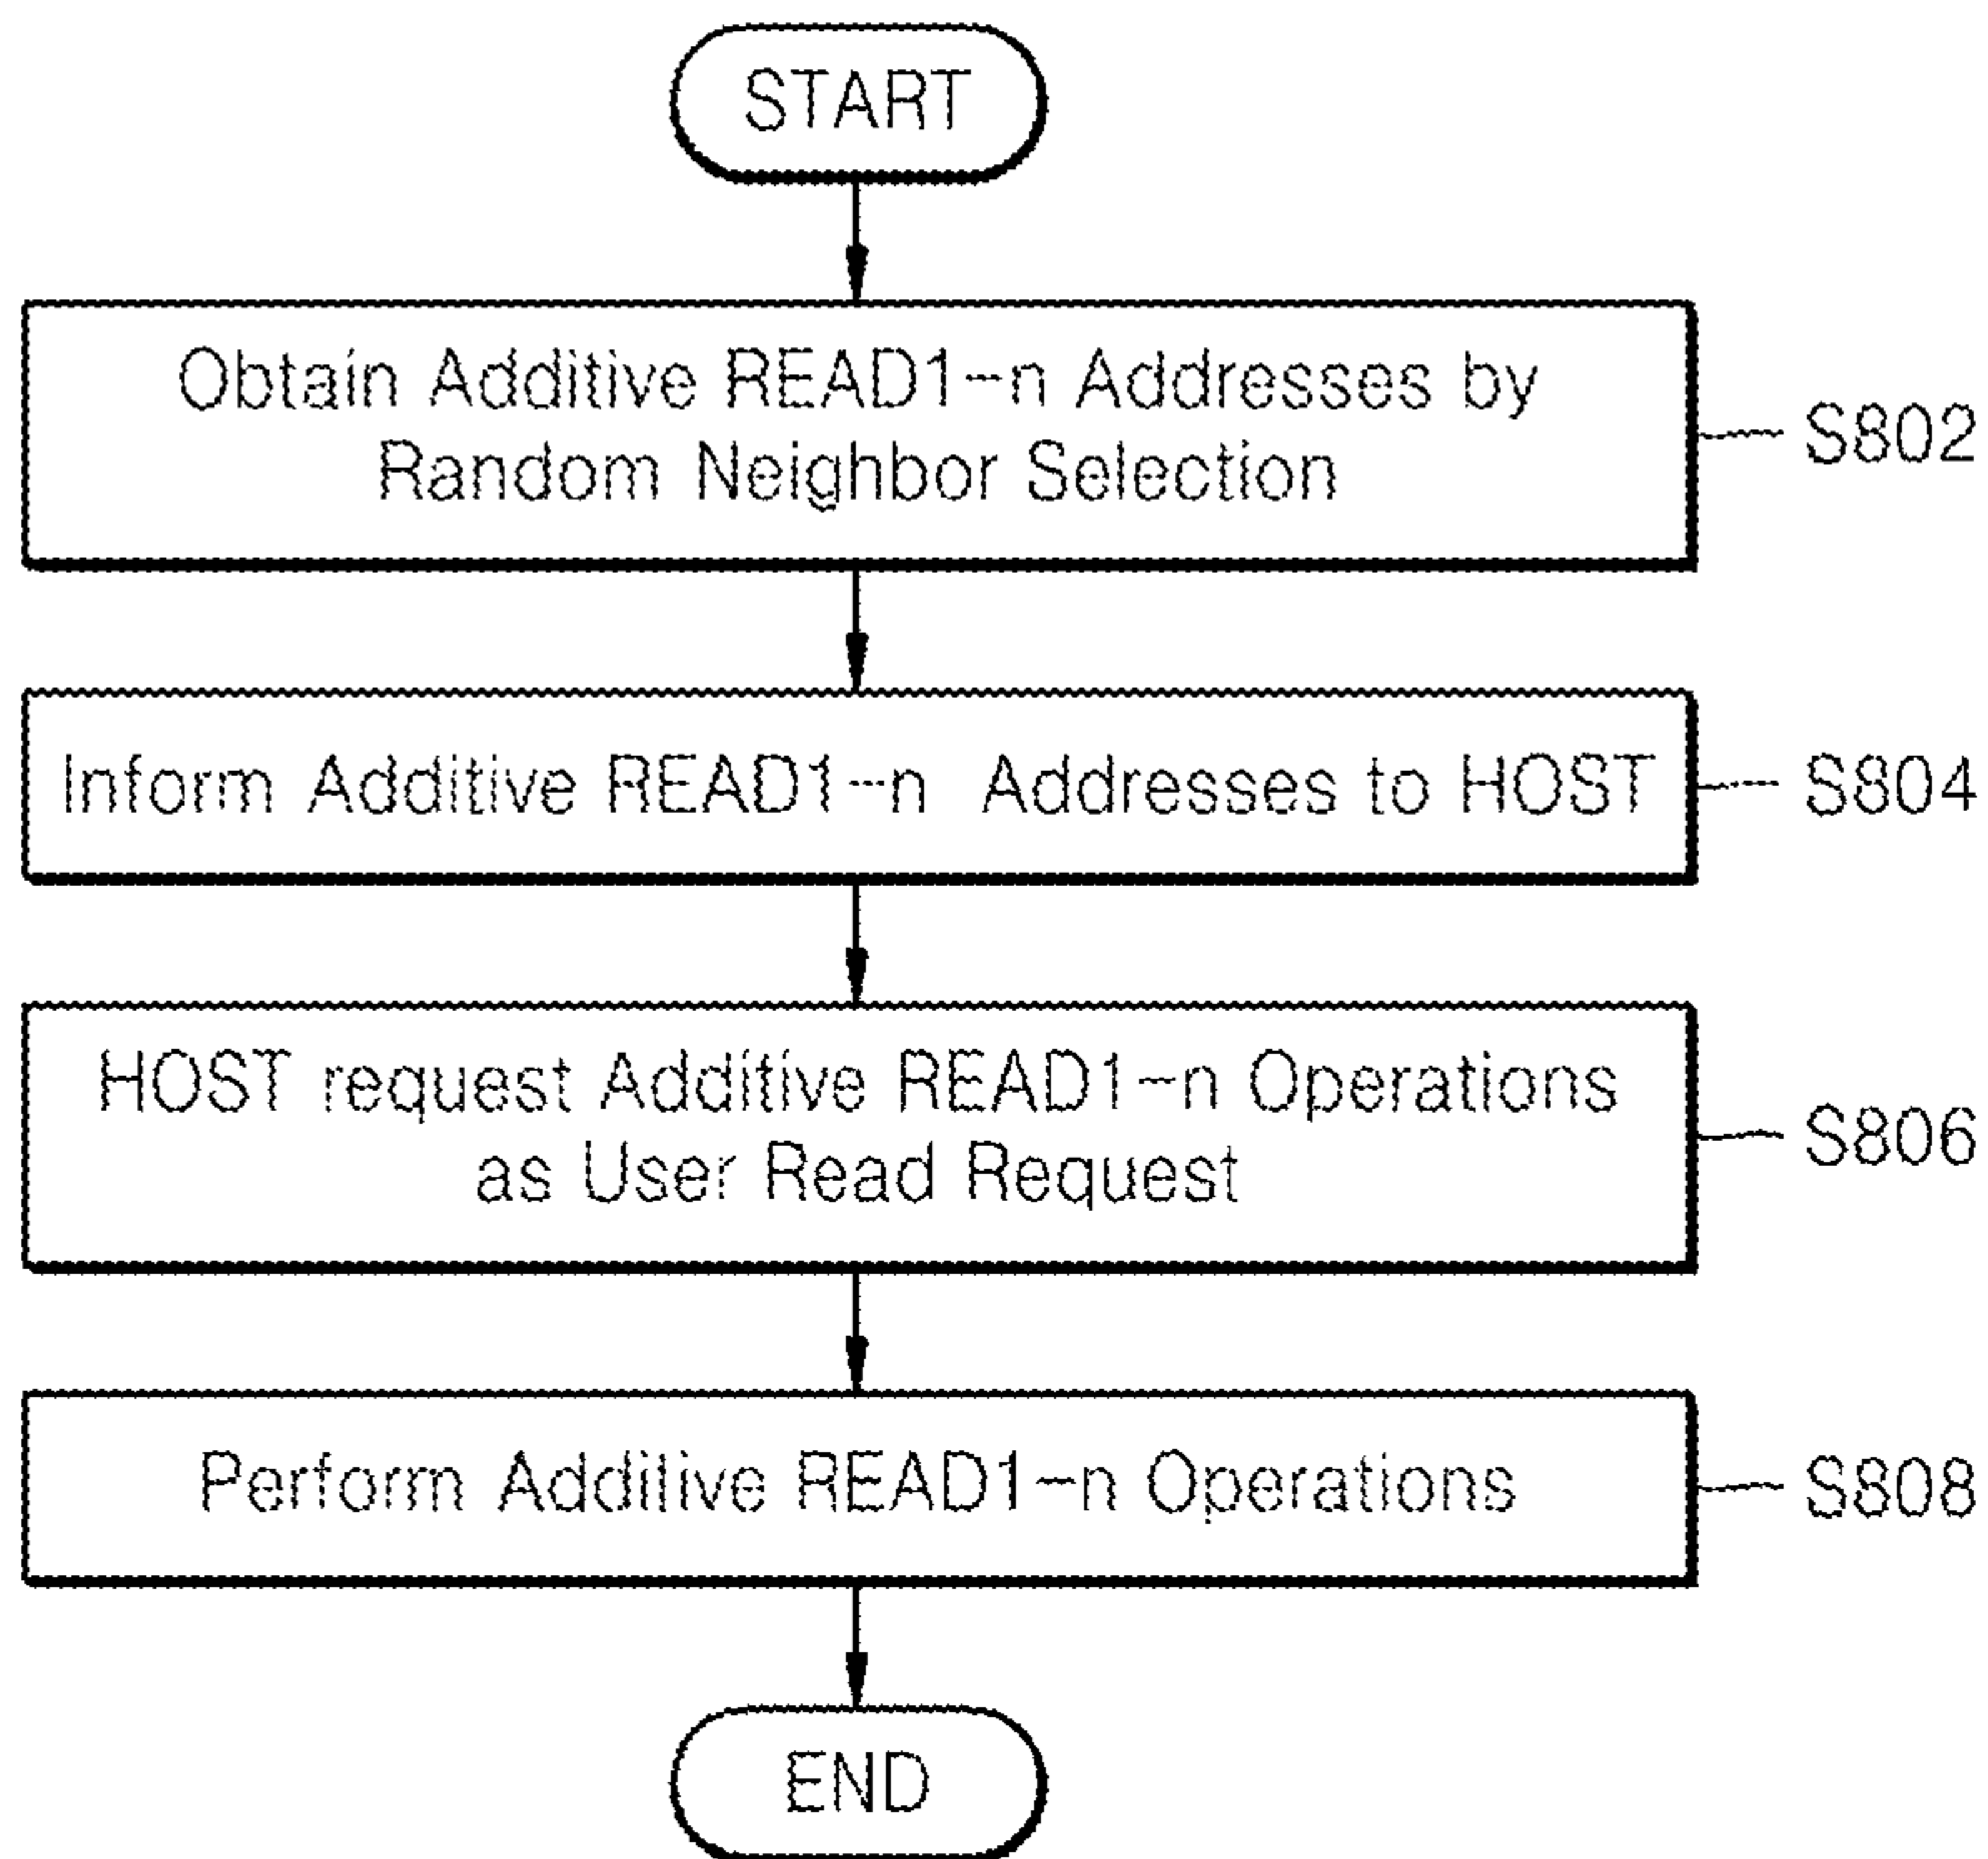 START
Obtain Additive READ1-n Addresses by
Random Neighbor Selection
S802
Inform Additive READ1-n Addresses to HOST
S804
HOST request Additive READ1-n Operations
as User Read Request
S806
Perform Additive READ1-n Operations
S808
END